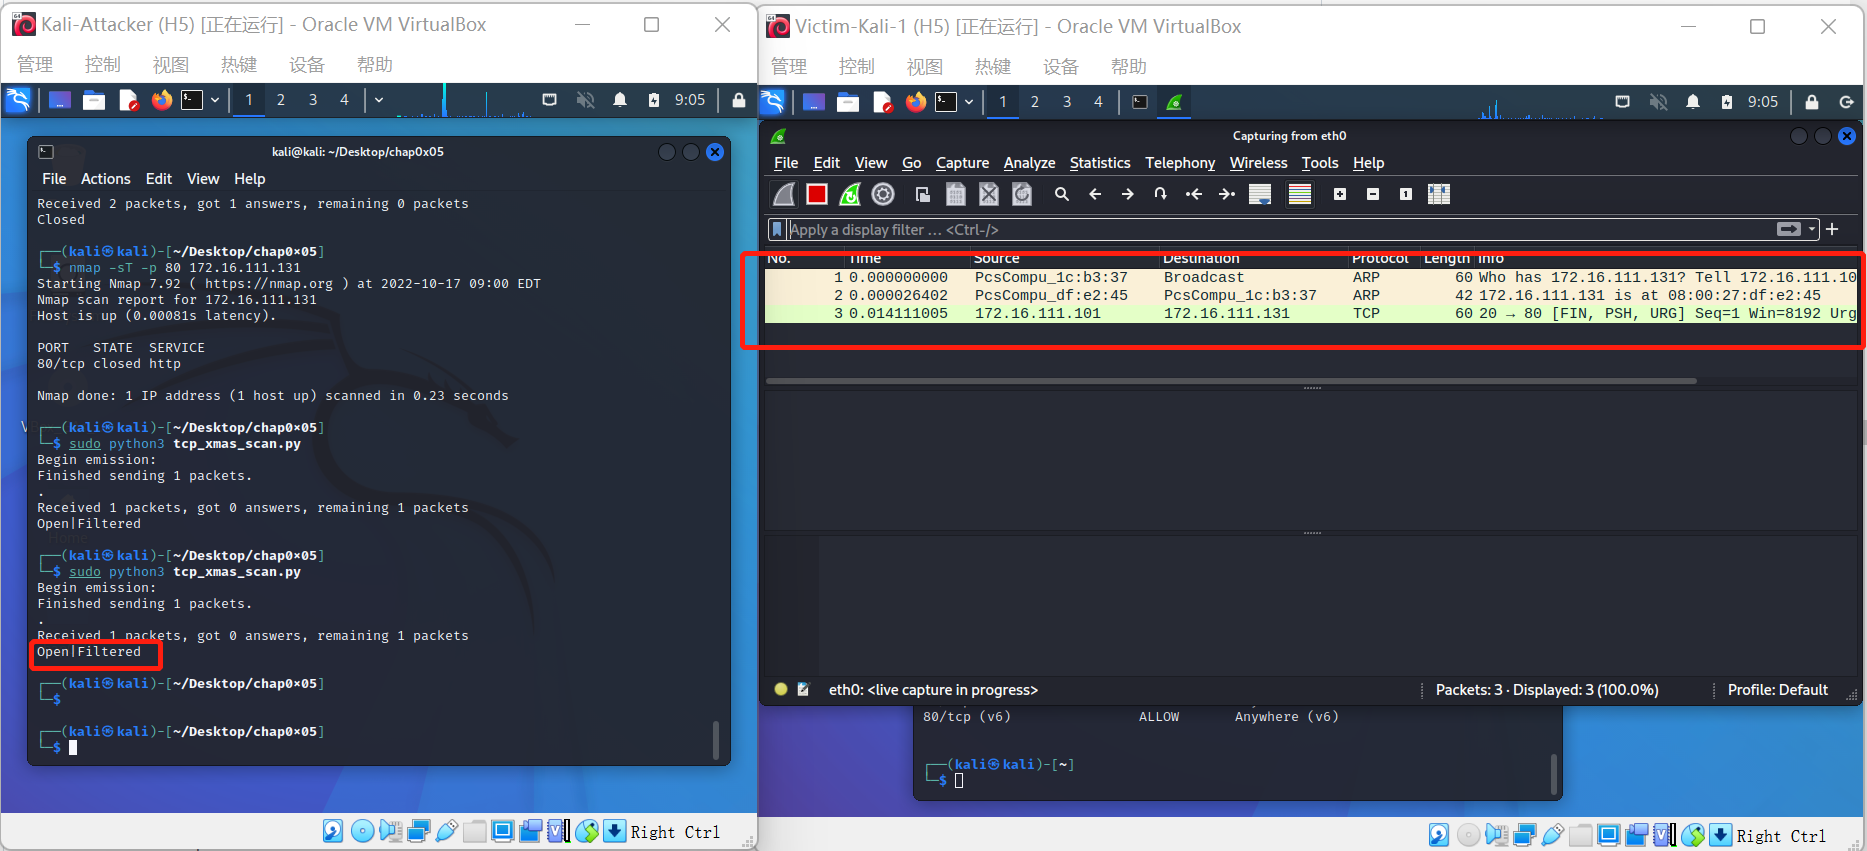 Kali-Attacker (H5) [正在运行] - Oracle VM VirtualBox
管理 控制 视图 热键 设备 帮助
1 2 3 4 9:05
kali@kali: ~/Desktop/chap0x05
File Actions Edit View Help
Received 2 packets, got 1 answers, remaining 0 packets
Closed
┌──(kali㉿kali)-[~/Desktop/chap0x05]
└─$ nmap -sT -p 80 172.16.111.131
Starting Nmap 7.92 ( https://nmap.org ) at 2022-10-17 09:00 EDT
Nmap scan report for 172.16.111.131
Host is up (0.00081s latency).
PORT STATE SERVICE
80/tcp closed http
Nmap done: 1 IP address (1 host up) scanned in 0.23 seconds
┌──(kali㉿kali)-[~/Desktop/chap0x05]
└─$ sudo python3 tcp_xmas_scan.py
Begin emission:
Finished sending 1 packets.
.
Received 1 packets, got 0 answers, remaining 1 packets
Open|Filtered
┌──(kali㉿kali)-[~/Desktop/chap0x05]
└─$ sudo python3 tcp_xmas_scan.py
Begin emission:
Finished sending 1 packets.
.
Received 1 packets, got 0 answers, remaining 1 packets
Open|Filtered
┌──(kali㉿kali)-[~/Desktop/chap0x05]
└─$
┌──(kali㉿kali)-[~/Desktop/chap0x05]
└─$
Right Ctrl
Victim-Kali-1 (H5) [正在运行] - Oracle VM VirtualBox
管理 控制 视图 热键 设备 帮助
1 2 3 4 9:05
Capturing from eth0
File Edit View Go Capture Analyze Statistics Telephony Wireless Tools Help
Apply a display filter ... <Ctrl-/>
No. Time Source Destination Protocol Length Info
1 0.000000000 PcsCompu_1c:b3:37 Broadcast ARP 60 Who has 172.16.111.131? Tell 172.16.111.10
2 0.000026402 PcsCompu_df:e2:45 PcsCompu_1c:b3:37 ARP 42 172.16.111.131 is at 08:00:27:df:e2:45
3 0.014111005 172.16.111.101 172.16.111.131 TCP 60 20 → 80 [FIN, PSH, URG] Seq=1 Win=8192 Urg
eth0: <live capture in progress> Packets: 3 · Displayed: 3 (100.0%) Profile: Default
80/tcp (v6) ALLOW Anywhere (v6)
┌──(kali㉿kali)-[~]
└─$
Right Ctrl